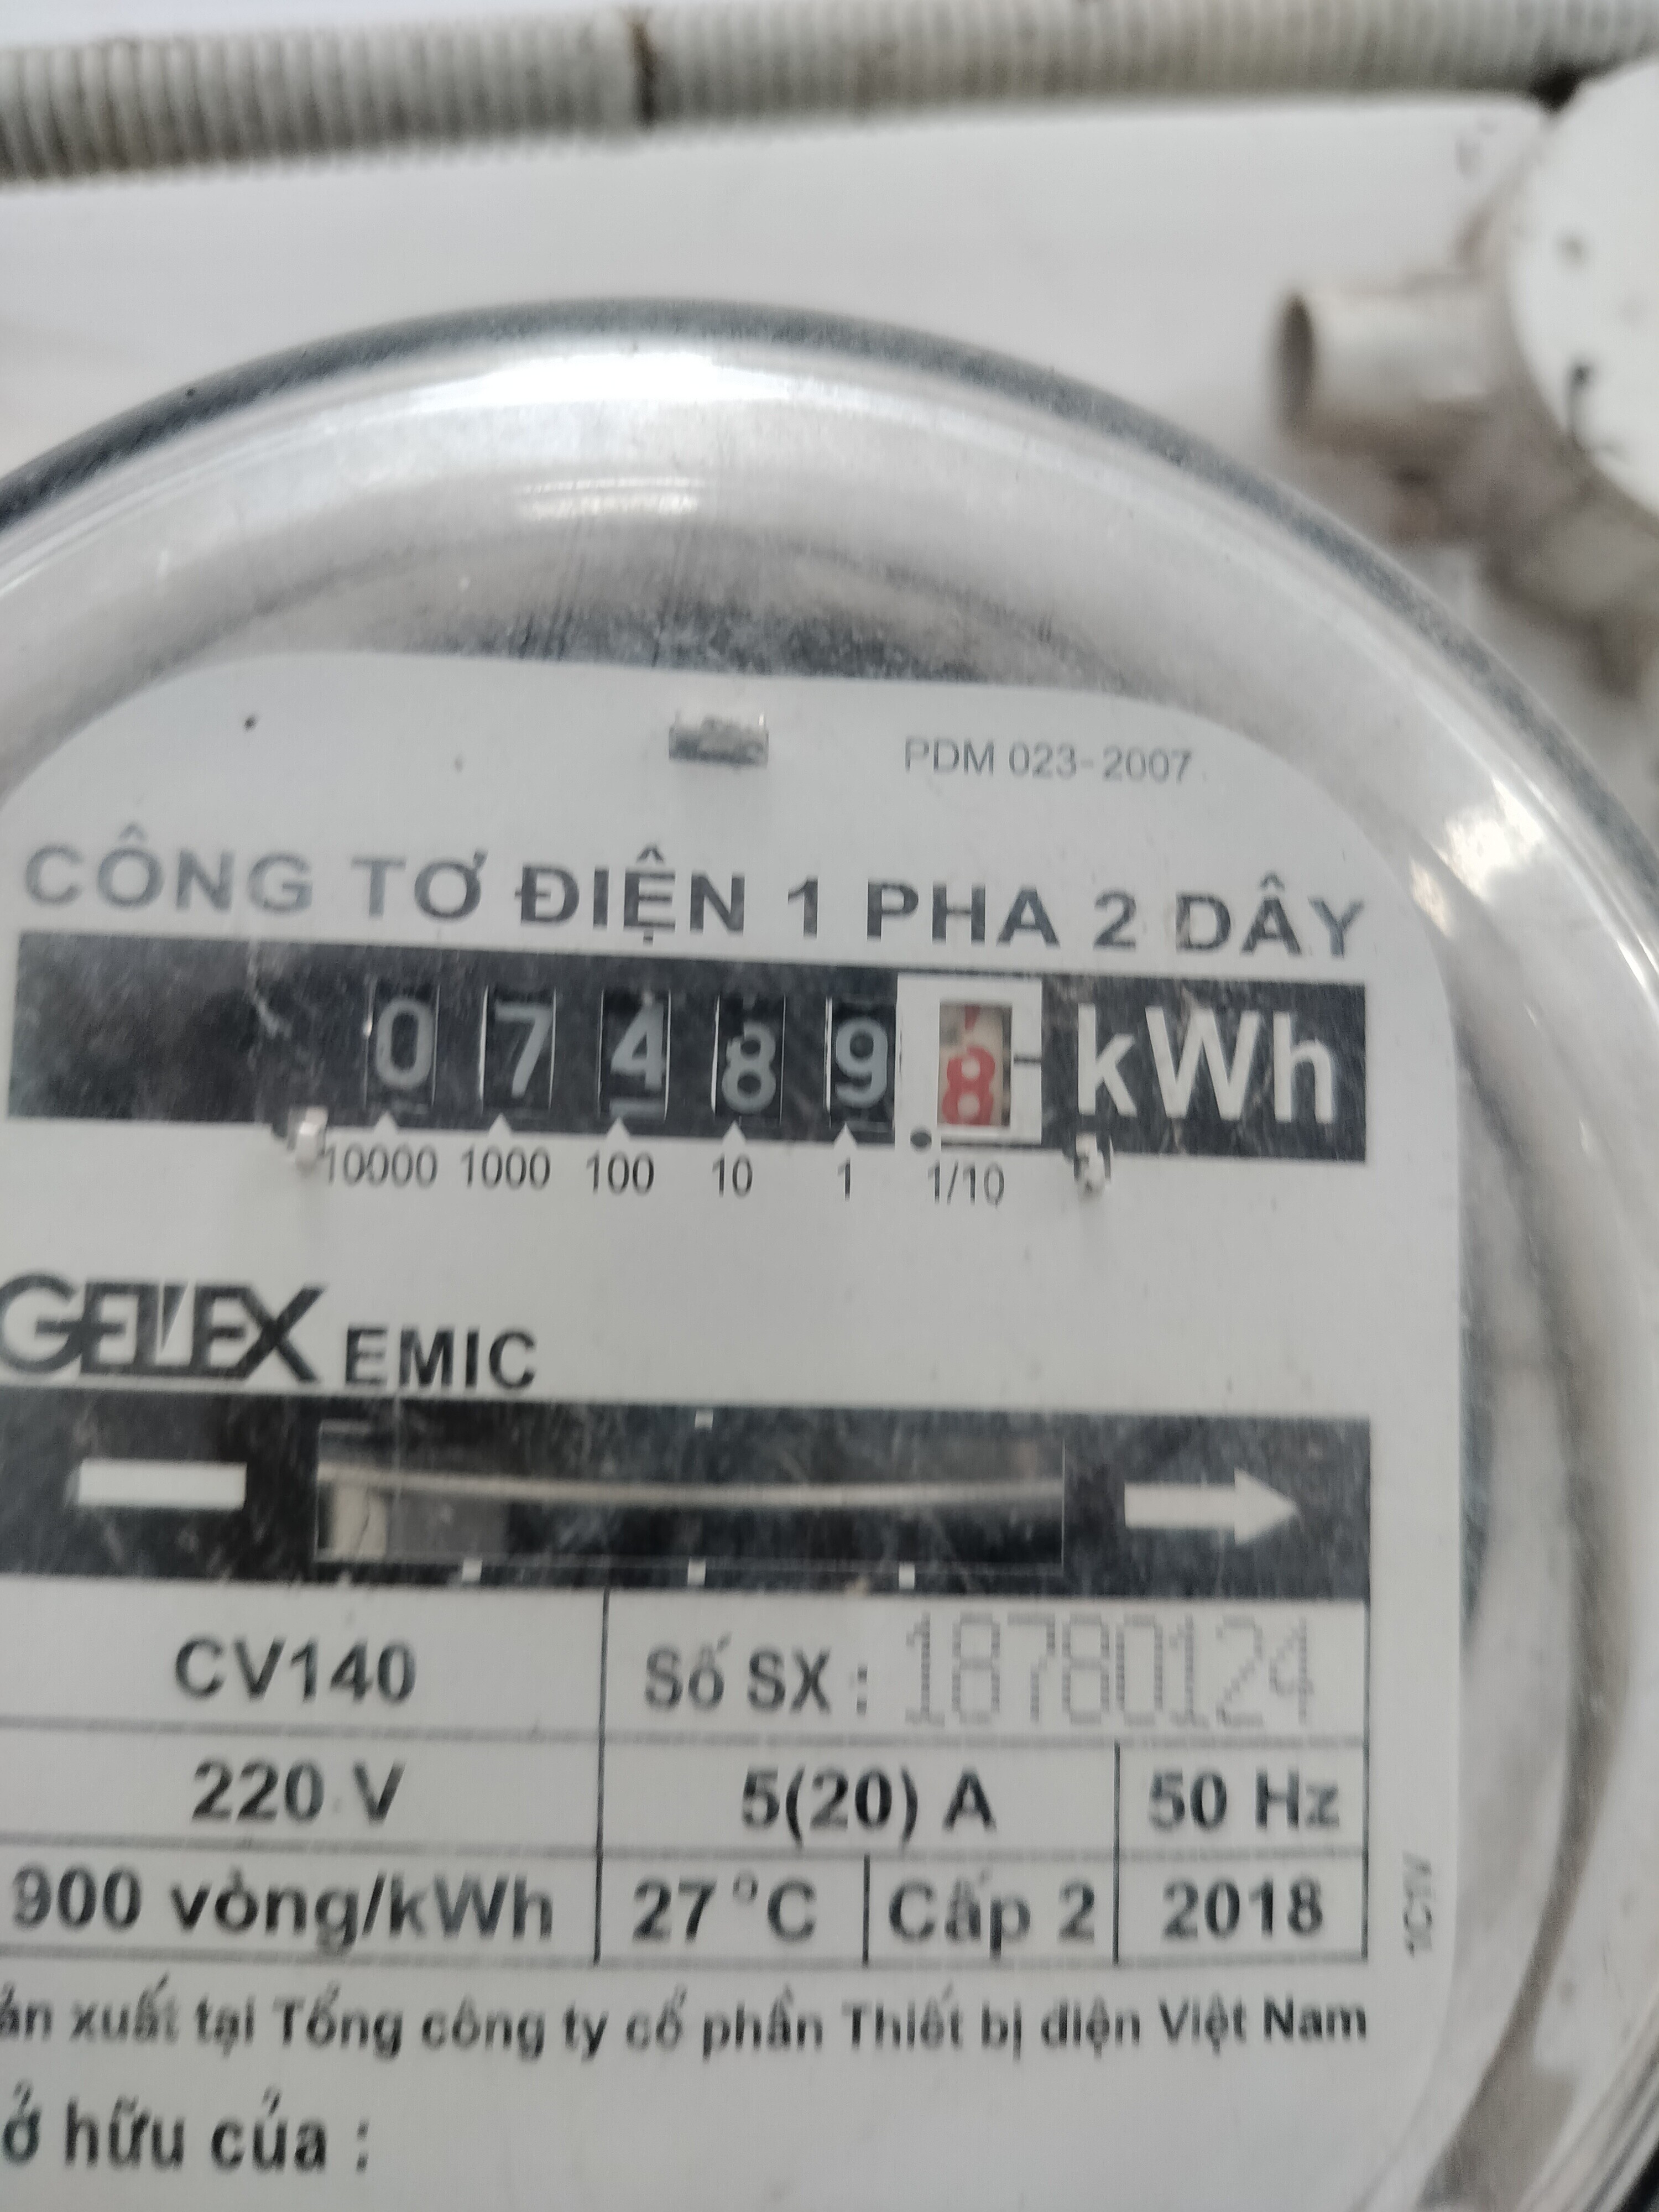 PDM 023-2007
CÔNG TƠ ĐIỆN 1 PHA 2 DÂY
0 7 4 8 9 8 kWh
10000 1000 100 10 1 . 1/10
GELEX EMIC
CV140 Số SX : 18780124
220 V 5(20) A 50 Hz
900 vòng/kWh 27 °C Cấp 2 2018
ản xuất tại Tổng công ty cổ phần Thiết bị điện Việt Nam
ở hữu của :